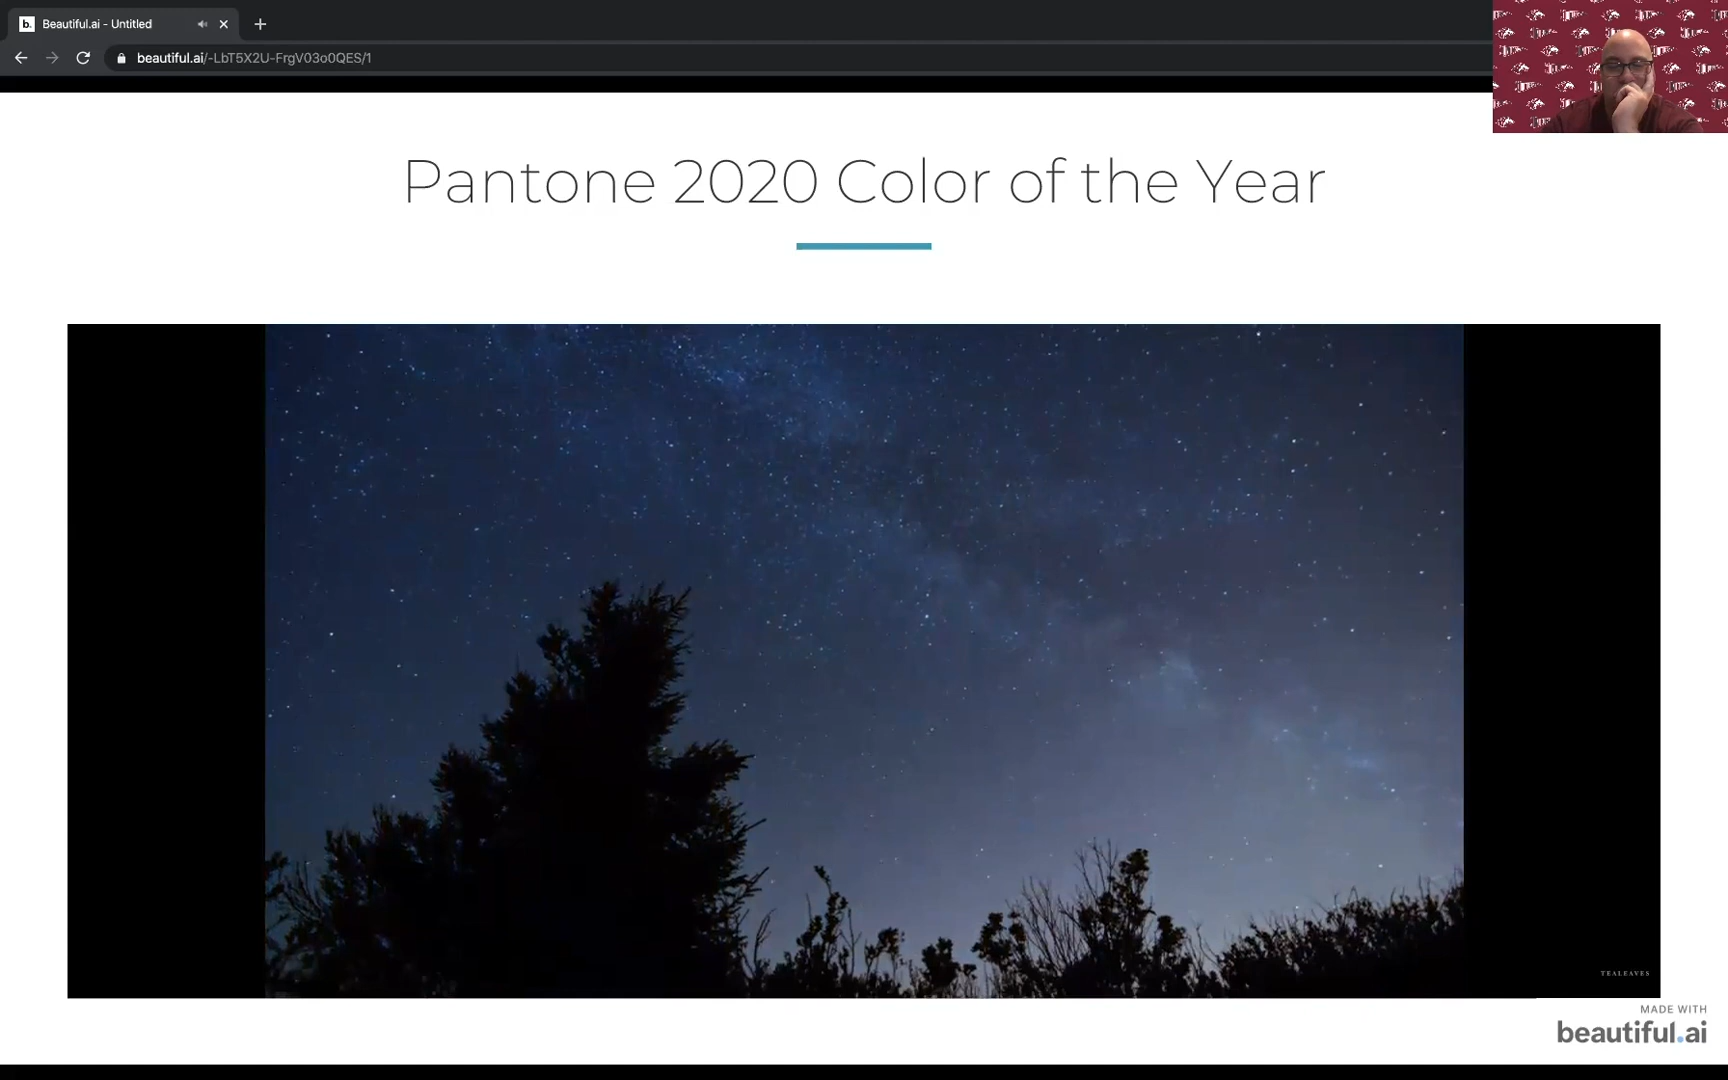 b. Beautiful.ai - Untitled
beautiful.ai/-LbT5X2U-FrgV03o0QES/1
Pantone 2020 Color of the Year
TEALEAVES
MADE WITH
beautiful.ai